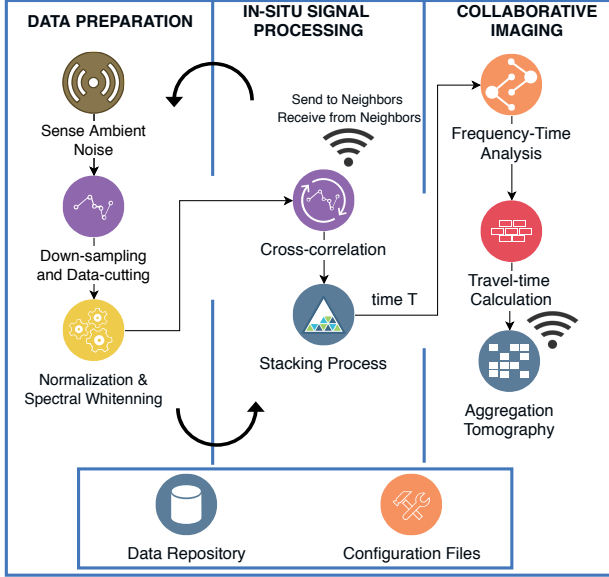 DATA PREPARATION
Sense Ambient
Noise
Down-sampling
and Data-cutting
Normalization &
Spectral Whitenning
IN-SITU SIGNAL
PROCESSING
Send to Neighbors
Receive from Neighbors
Cross-correlation
Stacking Process
time T
COLLABORATIVE
IMAGING
Frequency-Time
Analysis
Travel-time
Calculation
Aggregation
Tomography
Data Repository
Configuration Files